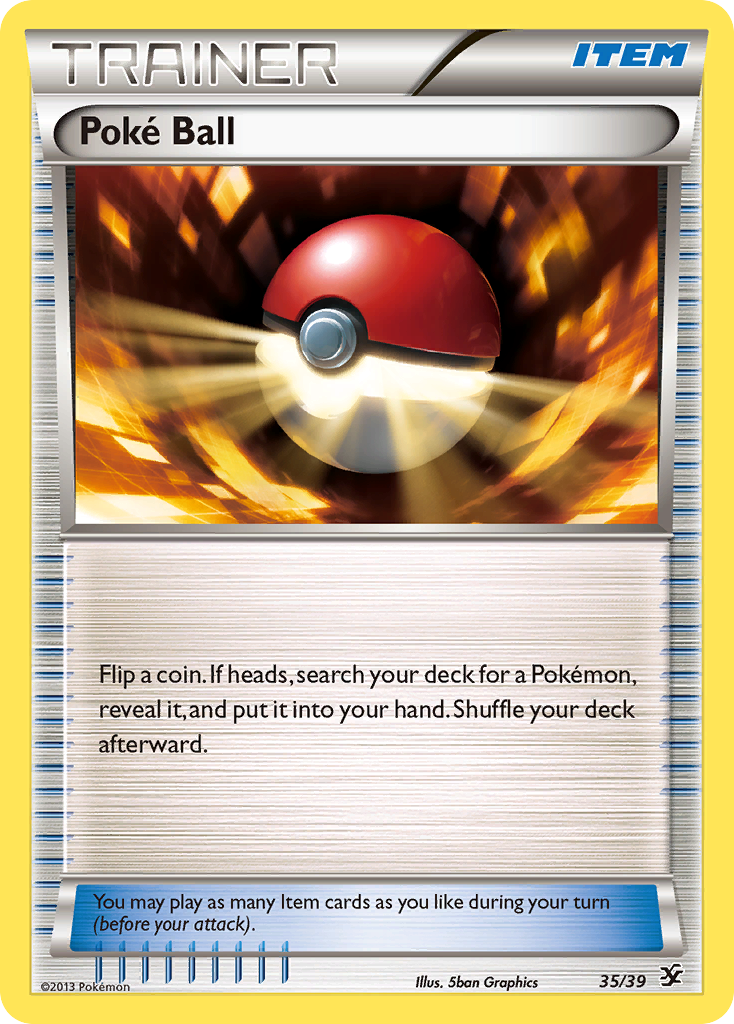 TRAINER
ITEM
Poké Ball
Flip a coin. If heads, search your deck for a Pokémon,
reveal it, and put it into your hand. Shuffle your deck
afterward.
You may play as many Item cards as you like during your turn
(before your attack).
©2013 Pokémon
Illus. 5ban Graphics
35/39